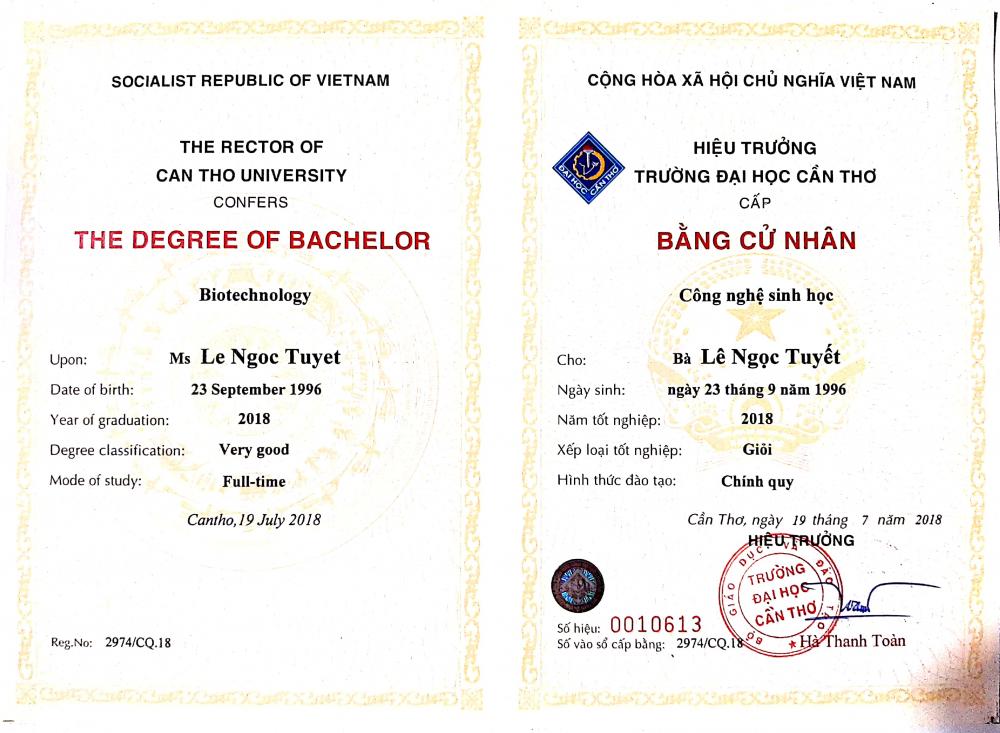 SOCIALIST REPUBLIC OF VIETNAM
THE RECTOR OF
CAN THO UNIVERSITY
CONFERS
THE DEGREE OF BACHELOR
Biotechnology
Upon: Ms Le Ngoc Tuyet
Date of birth: 23 September 1996
Year of graduation: 2018
Degree classification: Very good
Mode of study: Full-time
Cantho, 19 July 2018
Reg.No: 2974/CQ.18
CỘNG HÒA XÃ HỘI CHỦ NGHĨA VIỆT NAM
HIỆU TRƯỞNG
TRƯỜNG ĐẠI HỌC CẦN THƠ
CẤP
ĐẠI HỌC CẦN THƠ
BẰNG CỬ NHÂN
Công nghệ sinh học
Cho: Bà Lê Ngọc Tuyết
Ngày sinh: ngày 23 tháng 9 năm 1996
Năm tốt nghiệp: 2018
Xếp loại tốt nghiệp: Giỏi
Hình thức đào tạo: Chính quy
Cần Thơ, ngày 19 tháng 7 năm 2018
HIỆU TRƯỞNG
BỘ GIÁO DỤC VÀ ĐÀO TẠO
TRƯỜNG
ĐẠI HỌC
CẦN THƠ
Số hiệu: 0010613
Số vào sổ cấp bằng: 2974/CQ.18
Hà Thanh Toàn